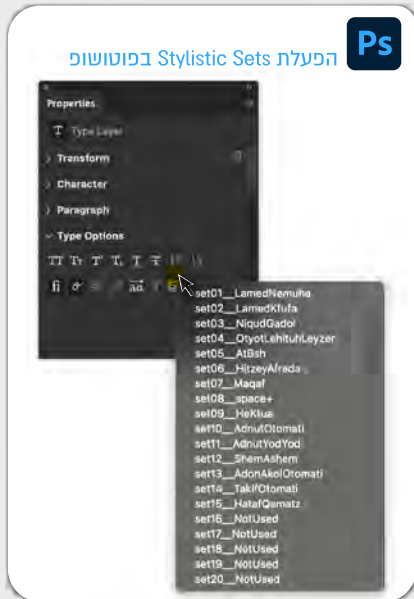 Ps
הפעלת Stylistic Sets בפוטושופ
Properties
T Type Layer
Transform
Character
Paragraph
Type Options
set01__LamedNemuha
set02__LamedKfufa
set03__NiqudGadol
set04__OtyotLehituhLeyzer
set05__AtBsh
set06__HitzeyAfrada
set07__Maqaf
set08__space+
set09__HeKlua
set10__AdnutOtomati
set11__AdnutYodYod
set12__ShemAshem
set13__AdonAkolOtomati
set14__TakifOtomati
set15__HatafQamatz
set16__NotUsed
set17__NotUsed
set18__NotUsed
set19__NotUsed
set20__NotUsed